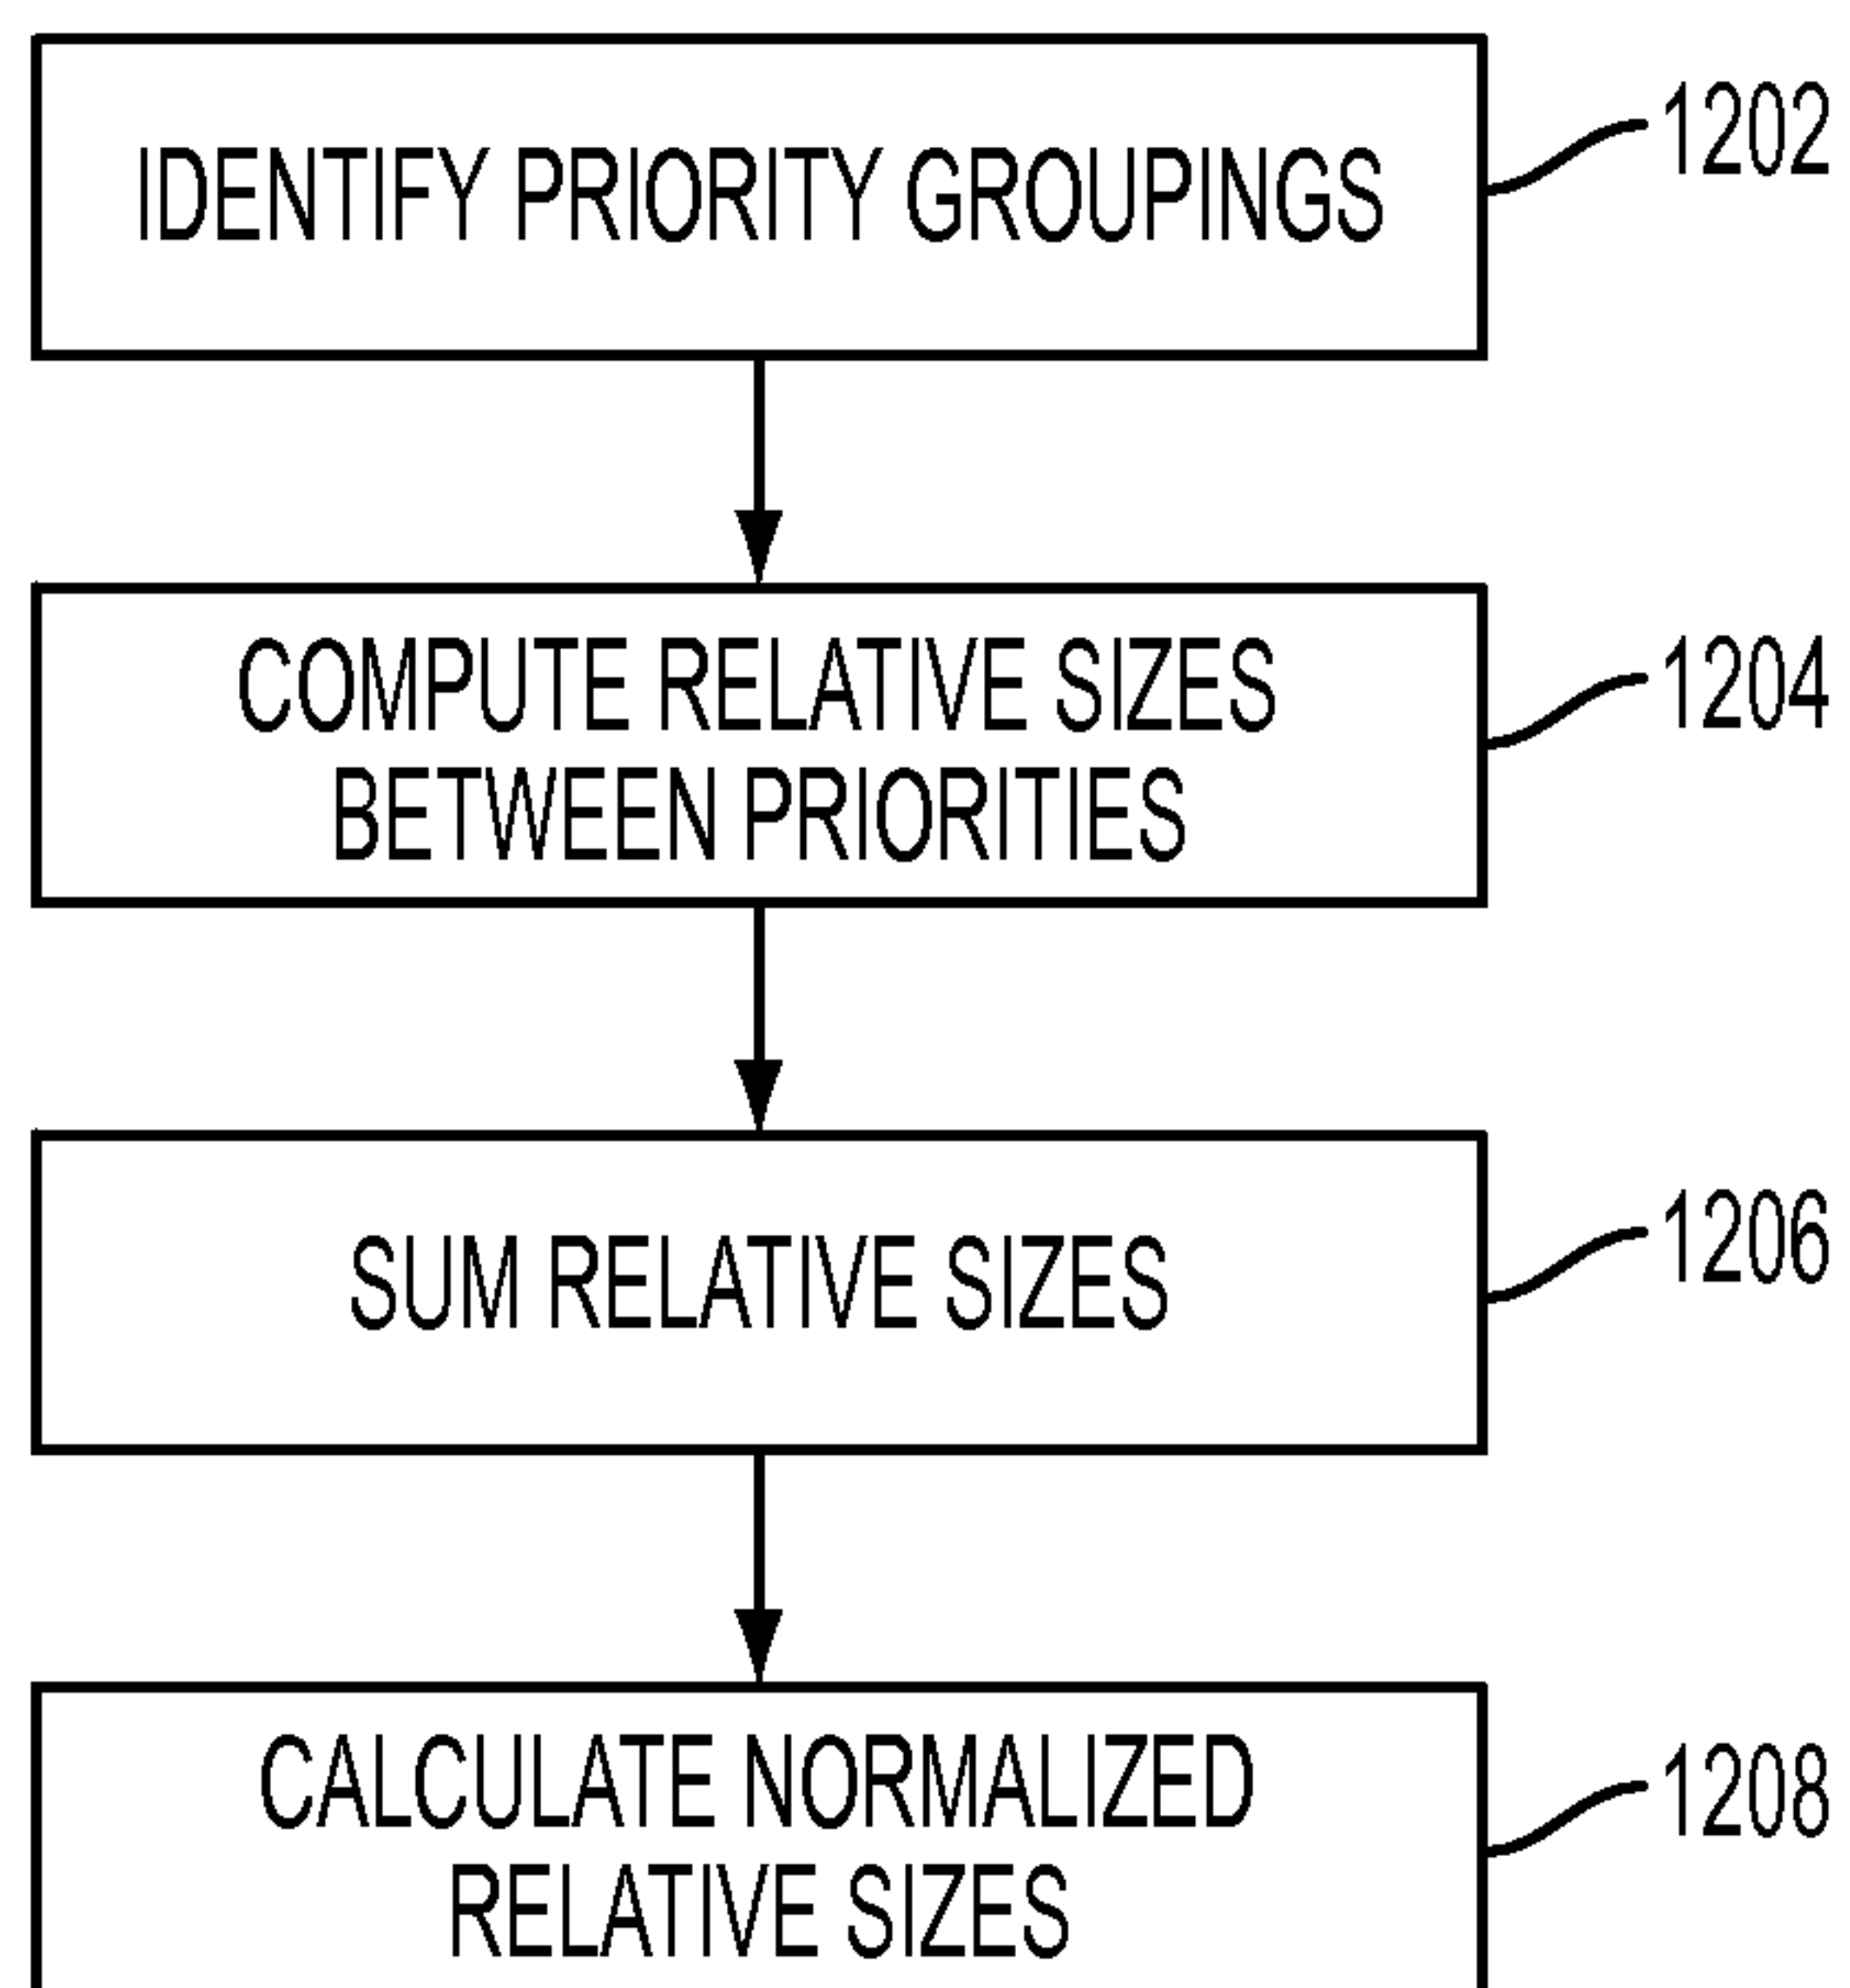 IDENTIFY PRIORITY GROUPINGS
1202
COMPUTE RELATIVE SIZES
BETWEEN PRIORITIES
1204
SUM RELATIVE SIZES
1206
CALCULATE NORMALIZED
RELATIVE SIZES
1208